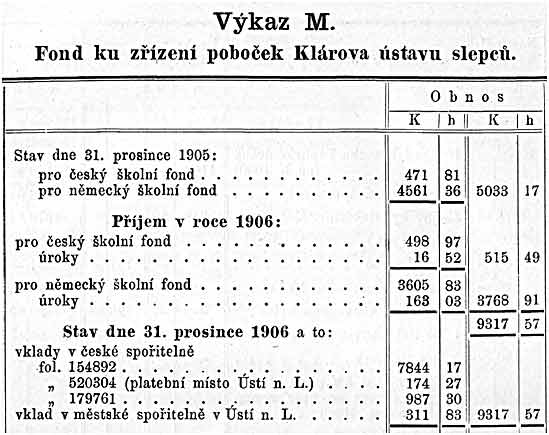 Výkaz M.
Fond ku zřízení poboček Klárova ústavu slepců.
Obnos
K h K h
Stav dne 31. prosince 1905:
pro český školní fond . . . . . . . . . . . . 471 81
pro německý školní fond . . . . . . . . . . 4561 36 5033 17
Příjem v roce 1906:
pro český školní fond . . . . . . . . . . . . . 498 97
úroky . . . . . . . . . . . . . . . . . . 16 52 515 49
pro německý školní fond . . . . . . . . . . . . 3605 83
úroky . . . . . . . . . . . . . . . . . . 163 03 3768 91
9317 57
Stav dne 31. prosince 1906 a to:
vklady v české spořitelně
fol. 154892 . . . . . . . . . . . . . . . . 7844 17
„ 520304 (platební místo Ústí n. L.) . . . . 174 27
„ 179761 . . . . . . . . . . . . . . . . 987 30
vklad v městské spořitelně v Ústí n. L. . . . . . 311 83 9317 57